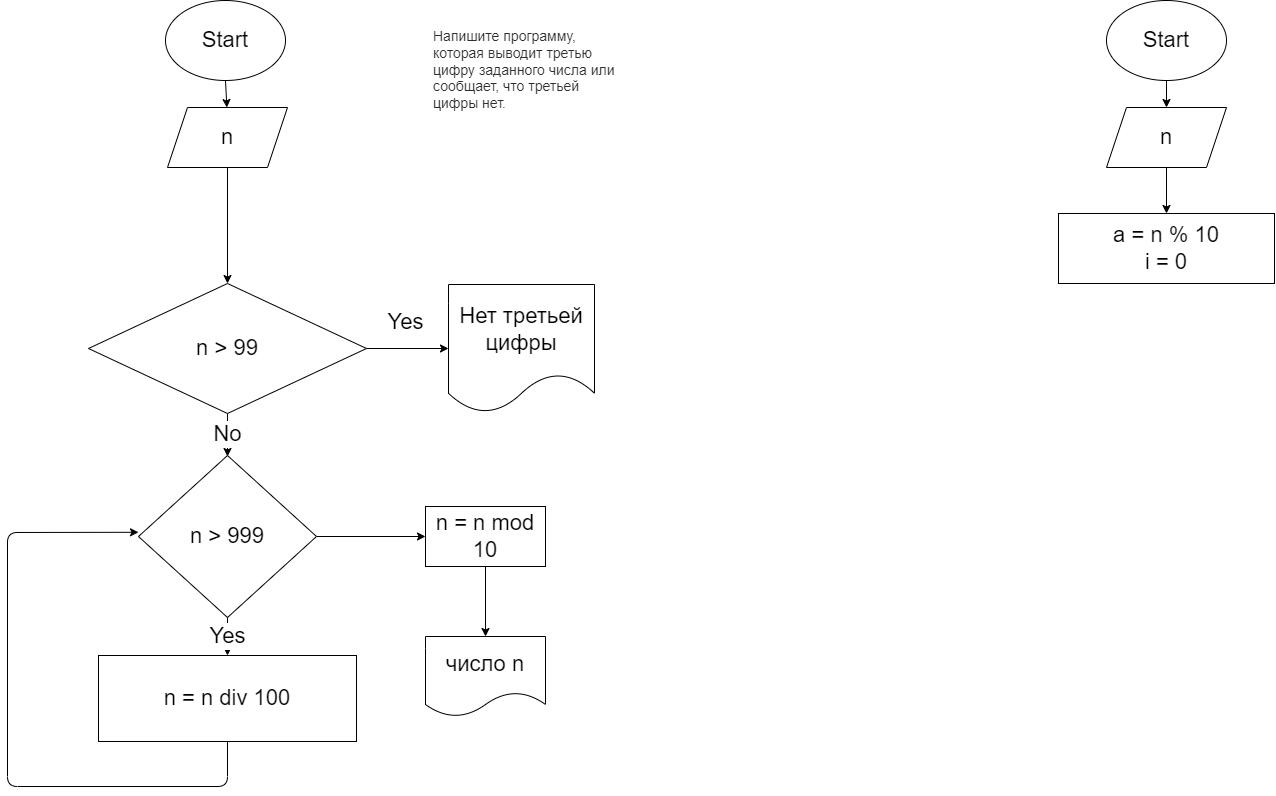 Start
Напишите программу,
которая выводит третью
цифру заданного числа или
сообщает, что третьей
цифры нет.
n
n > 99
Yes
Нет третьей
цифры
No
n > 999
n = n mod
10
Yes
n = n div 100
число n
Start
n
a = n % 10
i = 0